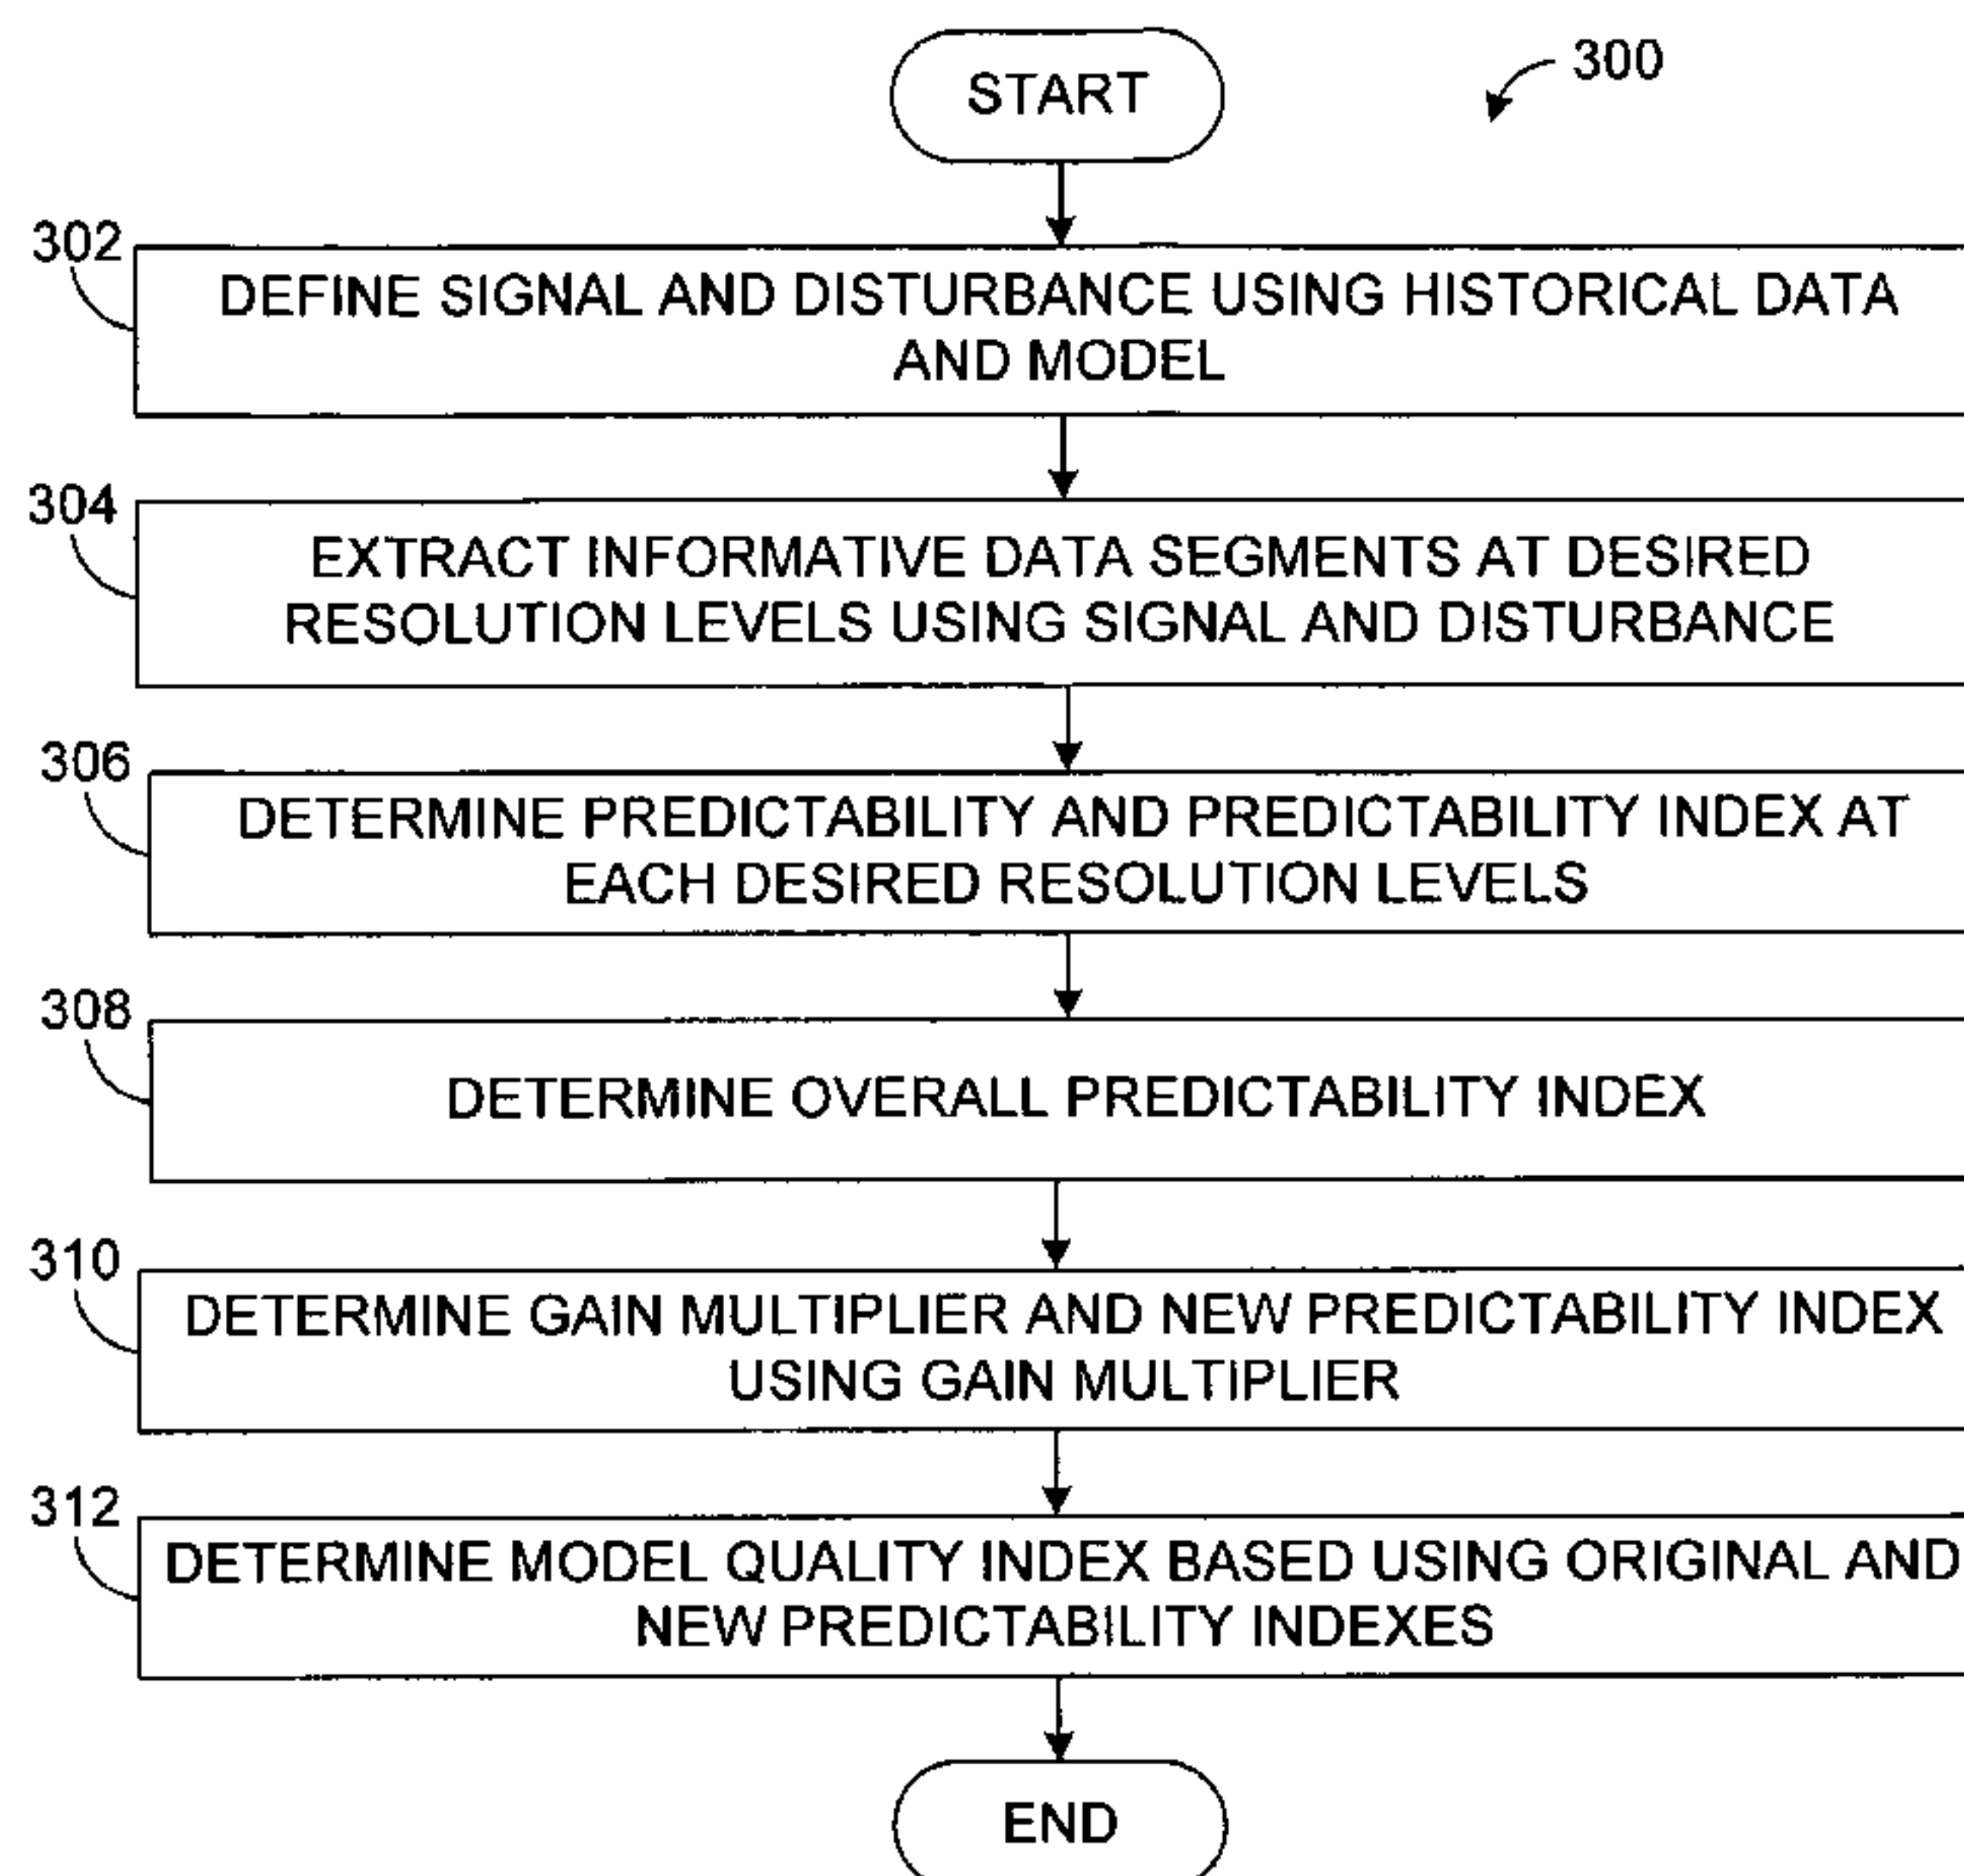 START
300
302
DEFINE SIGNAL AND DISTURBANCE USING HISTORICAL DATA
AND MODEL
304
EXTRACT INFORMATIVE DATA SEGMENTS AT DESIRED
RESOLUTION LEVELS USING SIGNAL AND DISTURBANCE
306
DETERMINE PREDICTABILITY AND PREDICTABILITY INDEX AT
EACH DESIRED RESOLUTION LEVELS
308
DETERMINE OVERALL PREDICTABILITY INDEX
310
DETERMINE GAIN MULTIPLIER AND NEW PREDICTABILITY INDEX
USING GAIN MULTIPLIER
312
DETERMINE MODEL QUALITY INDEX BASED USING ORIGINAL AND
NEW PREDICTABILITY INDEXES
END